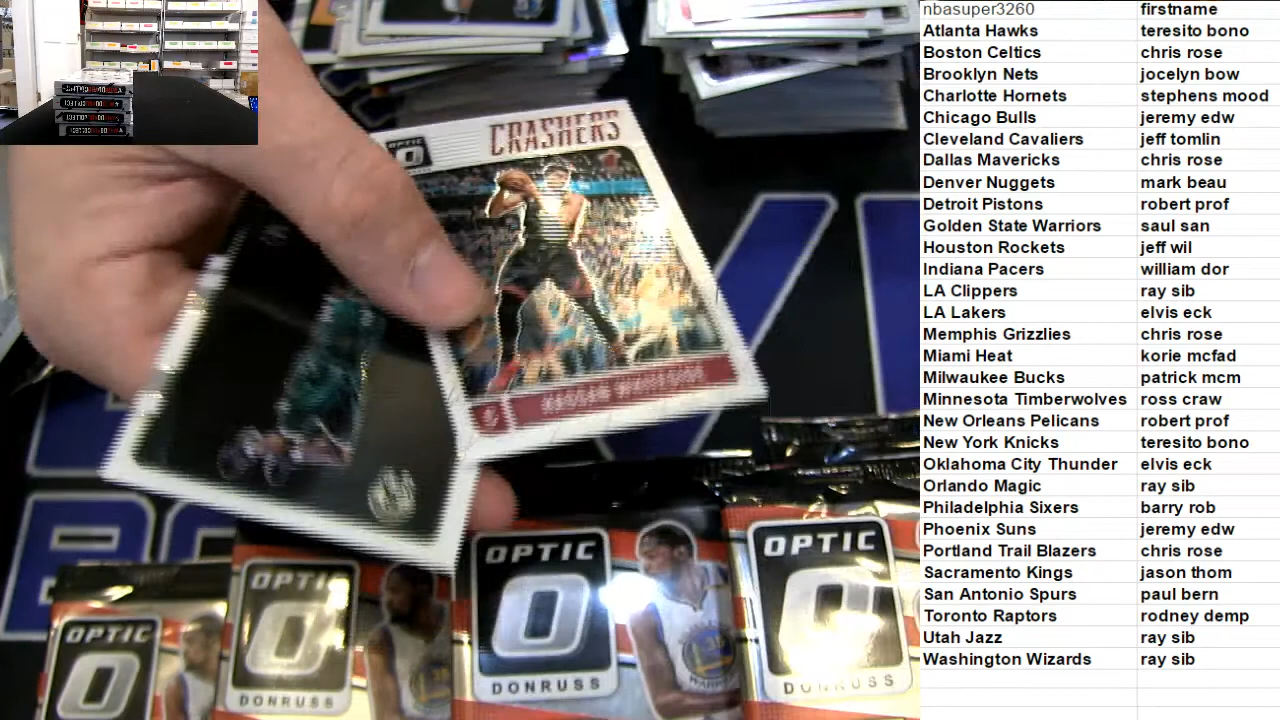 nbasuper3260 firstname
Atlanta Hawks teresito bono
Boston Celtics chris rose
Brooklyn Nets jocelyn bow
Charlotte Hornets stephens mood
Chicago Bulls jeremy edw
Cleveland Cavaliers jeff tomlin
Dallas Mavericks chris rose
Denver Nuggets mark beau
Detroit Pistons robert prof
Golden State Warriors saul san
Houston Rockets jeff wil
Indiana Pacers william dor
LA Clippers ray sib
LA Lakers elvis eck
Memphis Grizzlies chris rose
Miami Heat korie mcfad
Milwaukee Bucks patrick mcm
Minnesota Timberwolves ross craw
New Orleans Pelicans robert prof
New York Knicks teresito bono
Oklahoma City Thunder elvis eck
Orlando Magic ray sib
Philadelphia Sixers barry rob
Phoenix Suns jeremy edw
Portland Trail Blazers chris rose
Sacramento Kings jason thom
San Antonio Spurs paul bern
Toronto Raptors rodney demp
Utah Jazz ray sib
Washington Wizards ray sib
CRASHERS
HASSAN WHITESIDE
OPTIC
DONRUSS
OPTIC
DONRUSS
OPTIC
DONRUSS
OPTIC